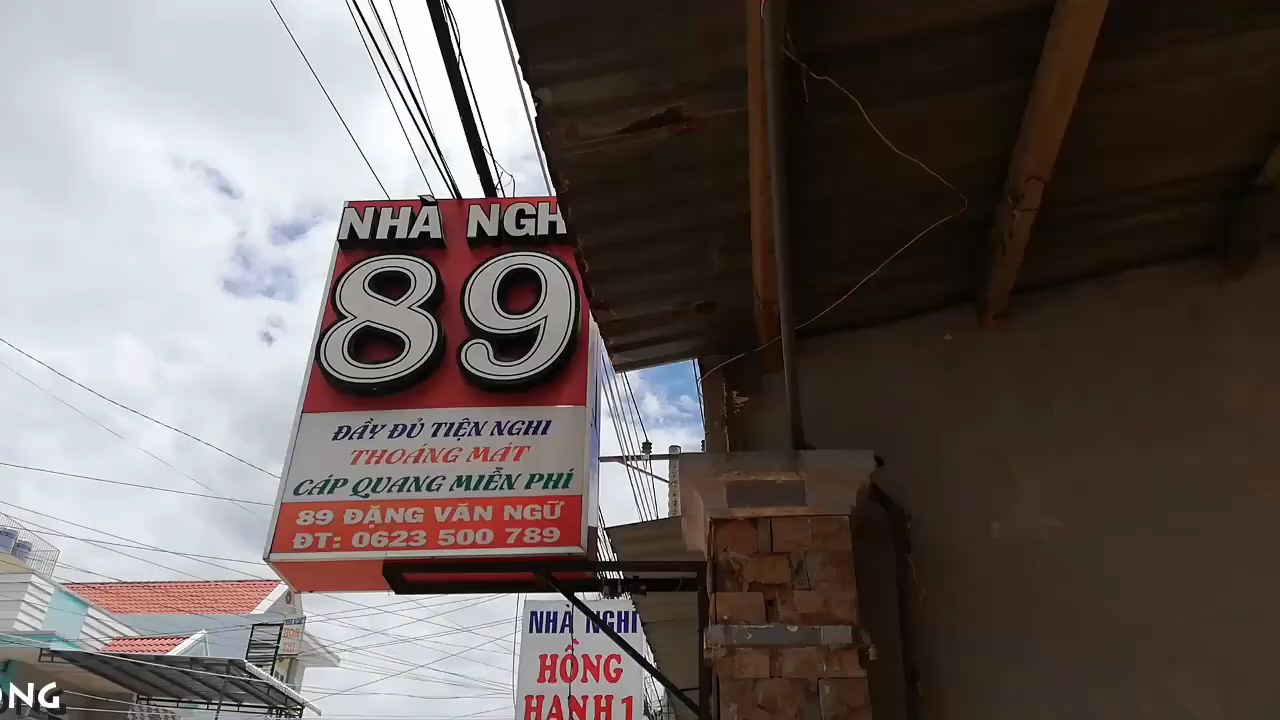 NHÀ NGH
89
ĐẦY ĐỦ TIỆN NGHI
THOÁNG MÁT
CÁP QUANG MIỄN PHÍ
89 ĐẶNG VĂN NGỮ
ĐT: 0623 500 789
NHÀ NGHỈ
HỒNG
HẠNH 1